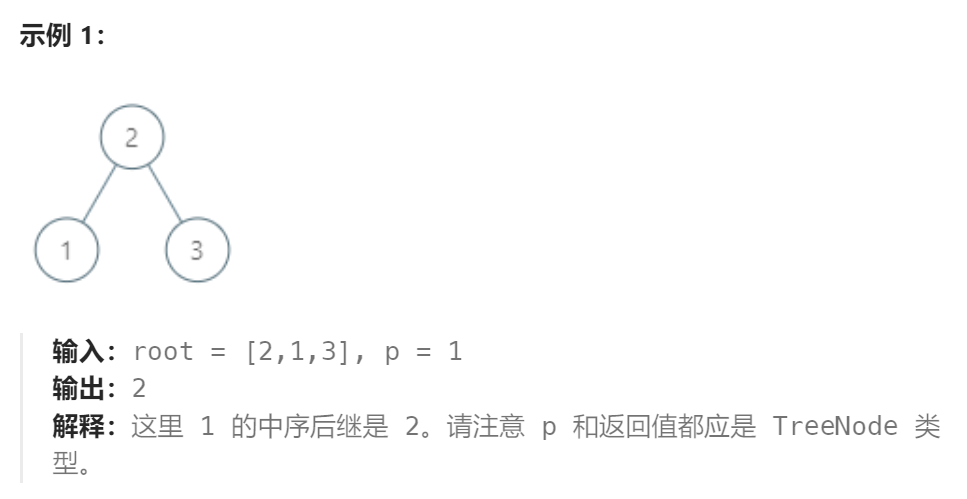 示例 1：
2
1 3
输入：root = [2,1,3], p = 1
输出：2
解释：这里 1 的中序后继是 2。请注意 p 和返回值都应是 TreeNode 类
型。